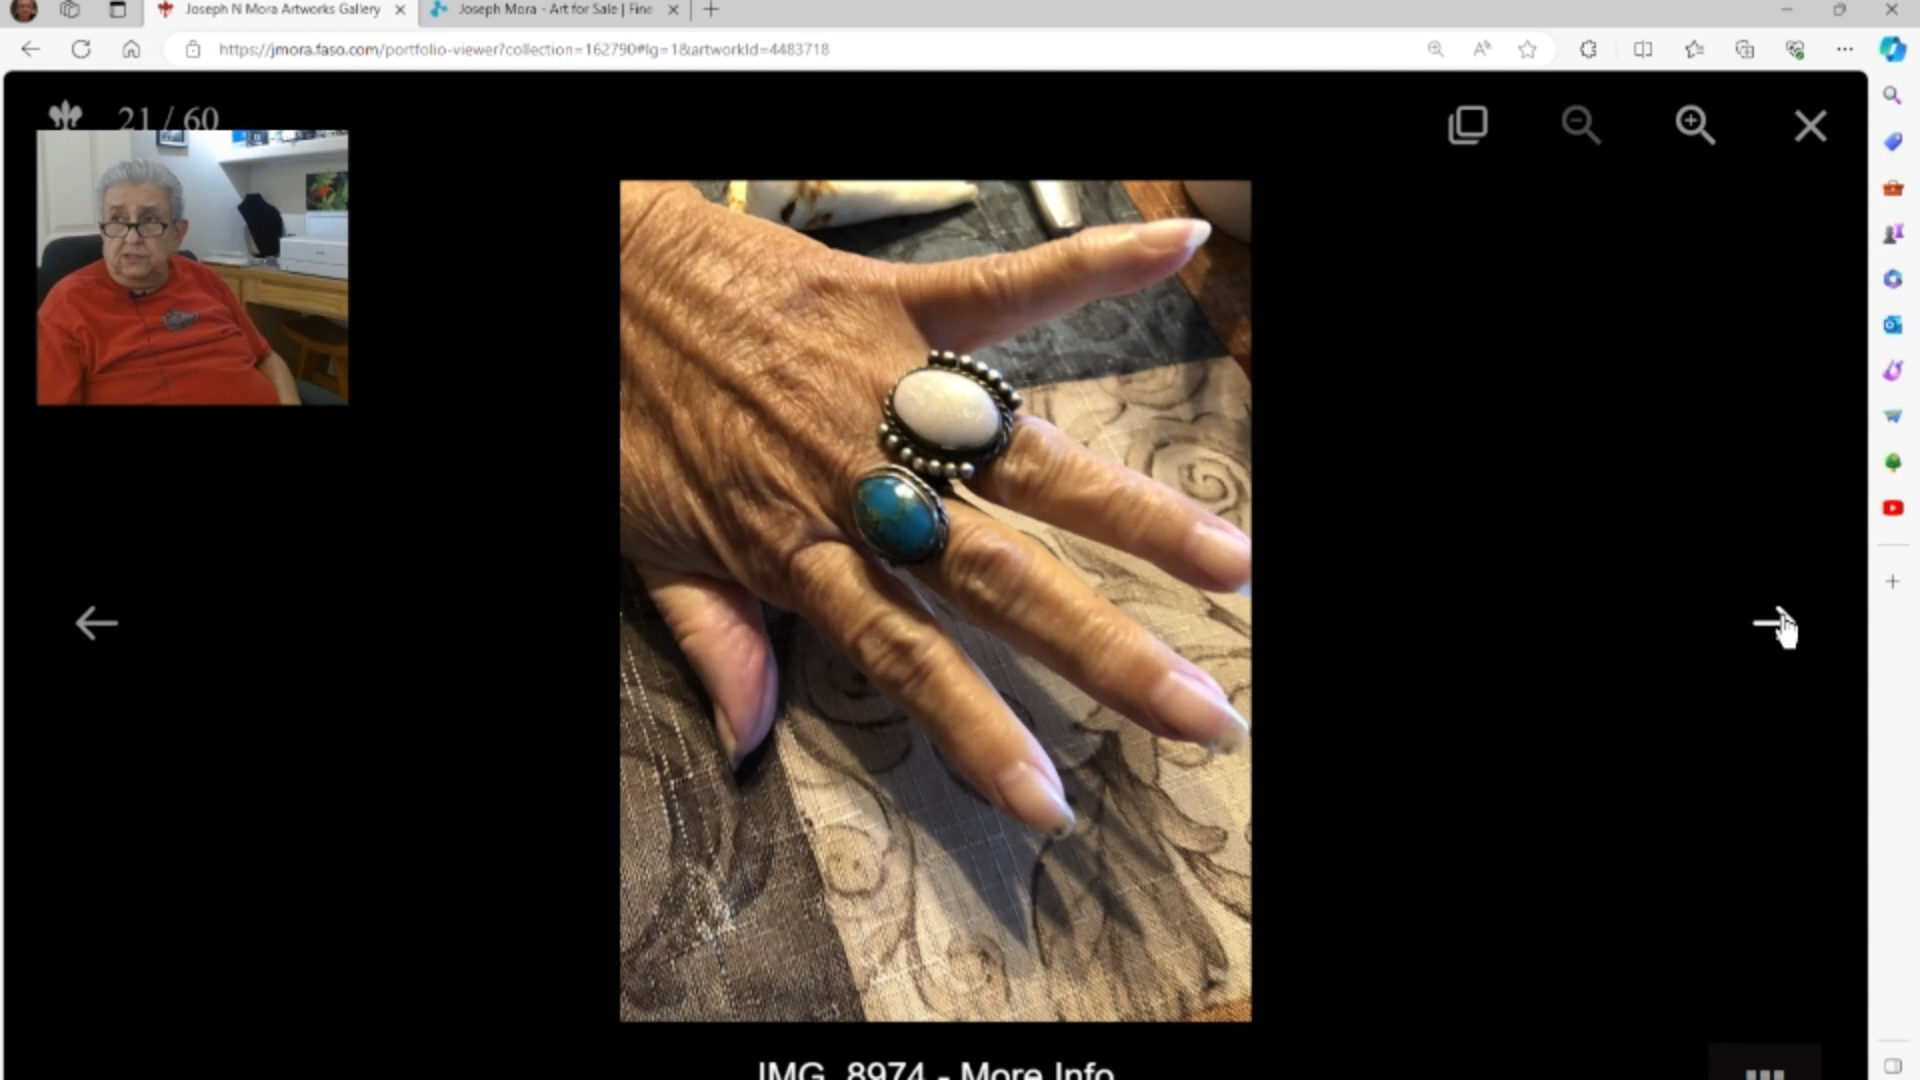 Joseph N Mora Artworks Gallery
Joseph Mora - Art for Sale | Fine
https://jmora.faso.com/portfolio-viewer?collection=162790#lg=1&artworkId=4483718
21 / 60
IMG_8974 - More Info